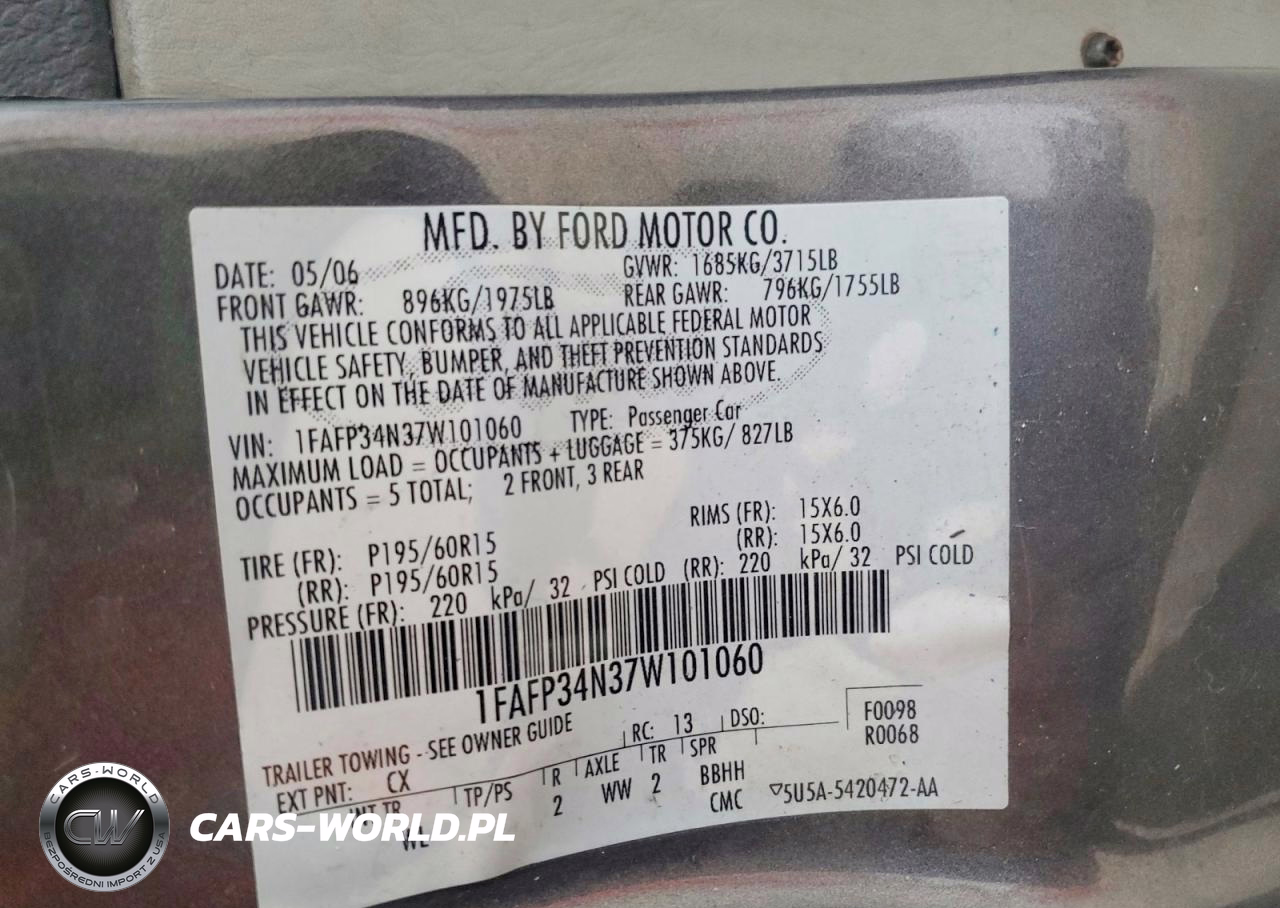 MFD. BY FORD MOTOR CO.
DATE: 05/06 GVWR: 1685KG/3715LB
FRONT GAWR: 896KG/1975LB REAR GAWR: 796KG/1755LB
THIS VEHICLE CONFORMS TO ALL APPLICABLE FEDERAL MOTOR
VEHICLE SAFETY, BUMPER, AND THEFT PREVENTION STANDARDS
IN EFFECT ON THE DATE OF MANUFACTURE SHOWN ABOVE.
VIN: 1FAFP34N37W101060 TYPE: Passenger Car
MAXIMUM LOAD = OCCUPANTS + LUGGAGE = 375KG/ 827LB
OCCUPANTS = 5 TOTAL; 2 FRONT, 3 REAR
RIMS (FR): 15X6.0
TIRE (FR): P195/60R15 (RR): 15X6.0
(RR): P195/60R15
PRESSURE (FR): 220 kPa/ 32 PSI COLD (RR): 220 kPa/ 32 PSI COLD
1FAFP34N37W101060
TRAILER TOWING - SEE OWNER GUIDE RC: 13 DSO: F0098
R0068
EXT PNT: CX
INT TR TP/PS R AXLE TR SPR
2 WW 2 BBHH
CMC ▽5U5A-5420472-AA
CARS-WORLD
CW
BEZPOŚREDNI IMPORT Z USA
CARS-WORLD.PL